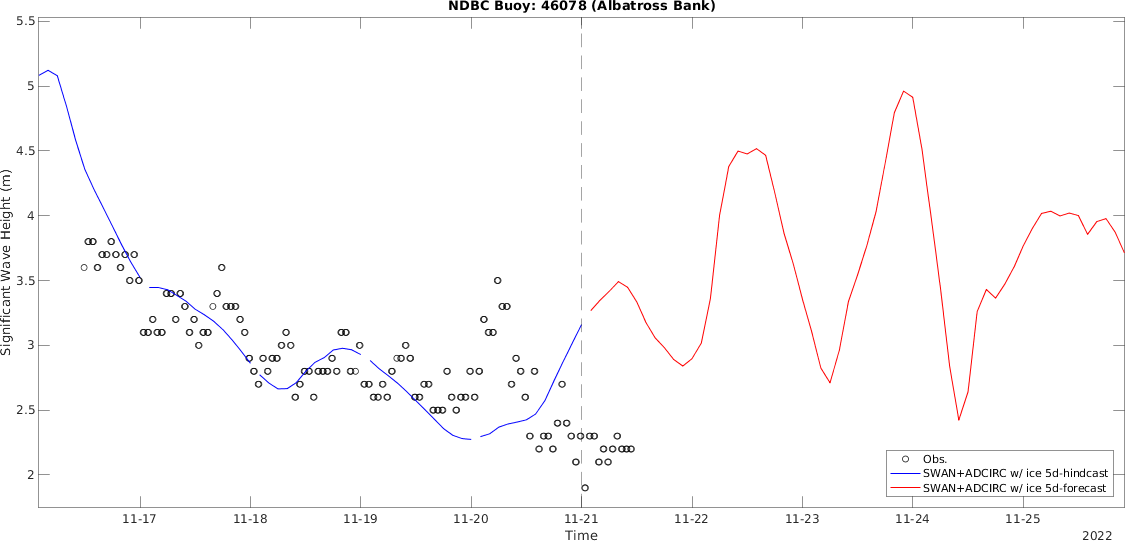 NDBC Buoy: 46078 (Albatross Bank)
5.5
5
4.5
4
3.5
3
2.5
2
Significant Wave Height (m)
Obs.
SWAN+ADCIRC w/ ice 5d-hindcast
SWAN+ADCIRC w/ ice 5d-forecast
11-17 11-18 11-19 11-20 11-21 11-22 11-23 11-24 11-25
Time
2022